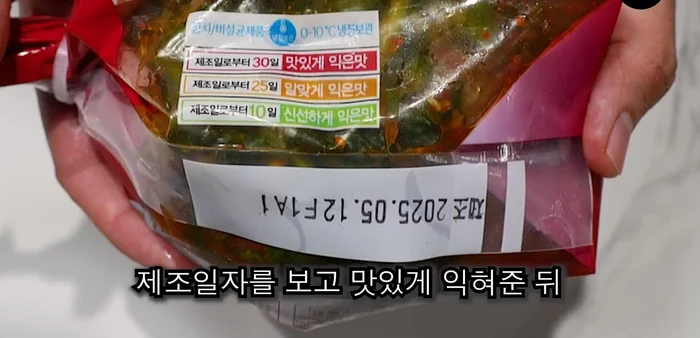 김치/비살균제품 냉장보관 0-10℃ 냉장보관
제조일로부터 30일 맛있게 익은맛
제조일로부터 25일 알맞게 익은맛
제조일로부터 10일 신선하게 익은맛
제조 2025.05.12F1A1
제조일자를 보고 맛있게 익혀준 뒤